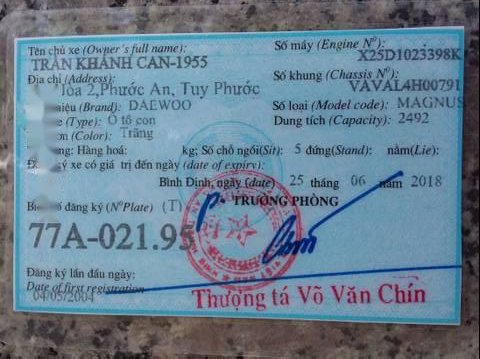 Tên chủ xe (Owner's full name): Số máy (Engine Nº):
TRẦN KHÁNH CAN-1955 X25D1023398K
Địa chỉ (Address): Số khung (Chassis Nº):
2,Phước An, Tuy Phước VAVAL4H00791
iệu (Brand): DAEWOO Số loại (Model code): MAGNUS
(Type): Ô tô con Dung tích (Capacity): 2492
(Color): Trắng
Hàng hoá: kg; Số chỗ ngồi(Sit): 5 đứng(Stand): nằm(Lie):
xe có giá trị đến ngày (date of expiry):
Bình Định, ngày (date) 25 tháng 06 năm 2018
số đăng ký (NºPlate) (T) P. TRƯỞNG PHÒNG
77A-021.95
Đăng ký lần đầu ngày:
Date of first registration
04/05/2004 Thượng tá Võ Văn Chín